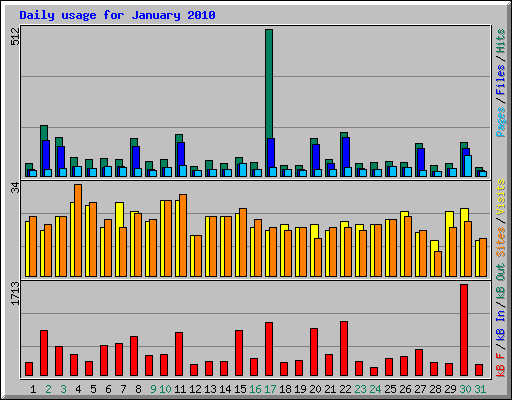 Daily usage for January 2010
512
Pages / Files / Hits
34
Sites / Visits
1713
kB F / kB In / kB Out
1 2 3 4 5 6 7 8 9 10 11 12 13 14 15 16 17 18 19 20 21 22 23 24 25 26 27 28 29 30 31